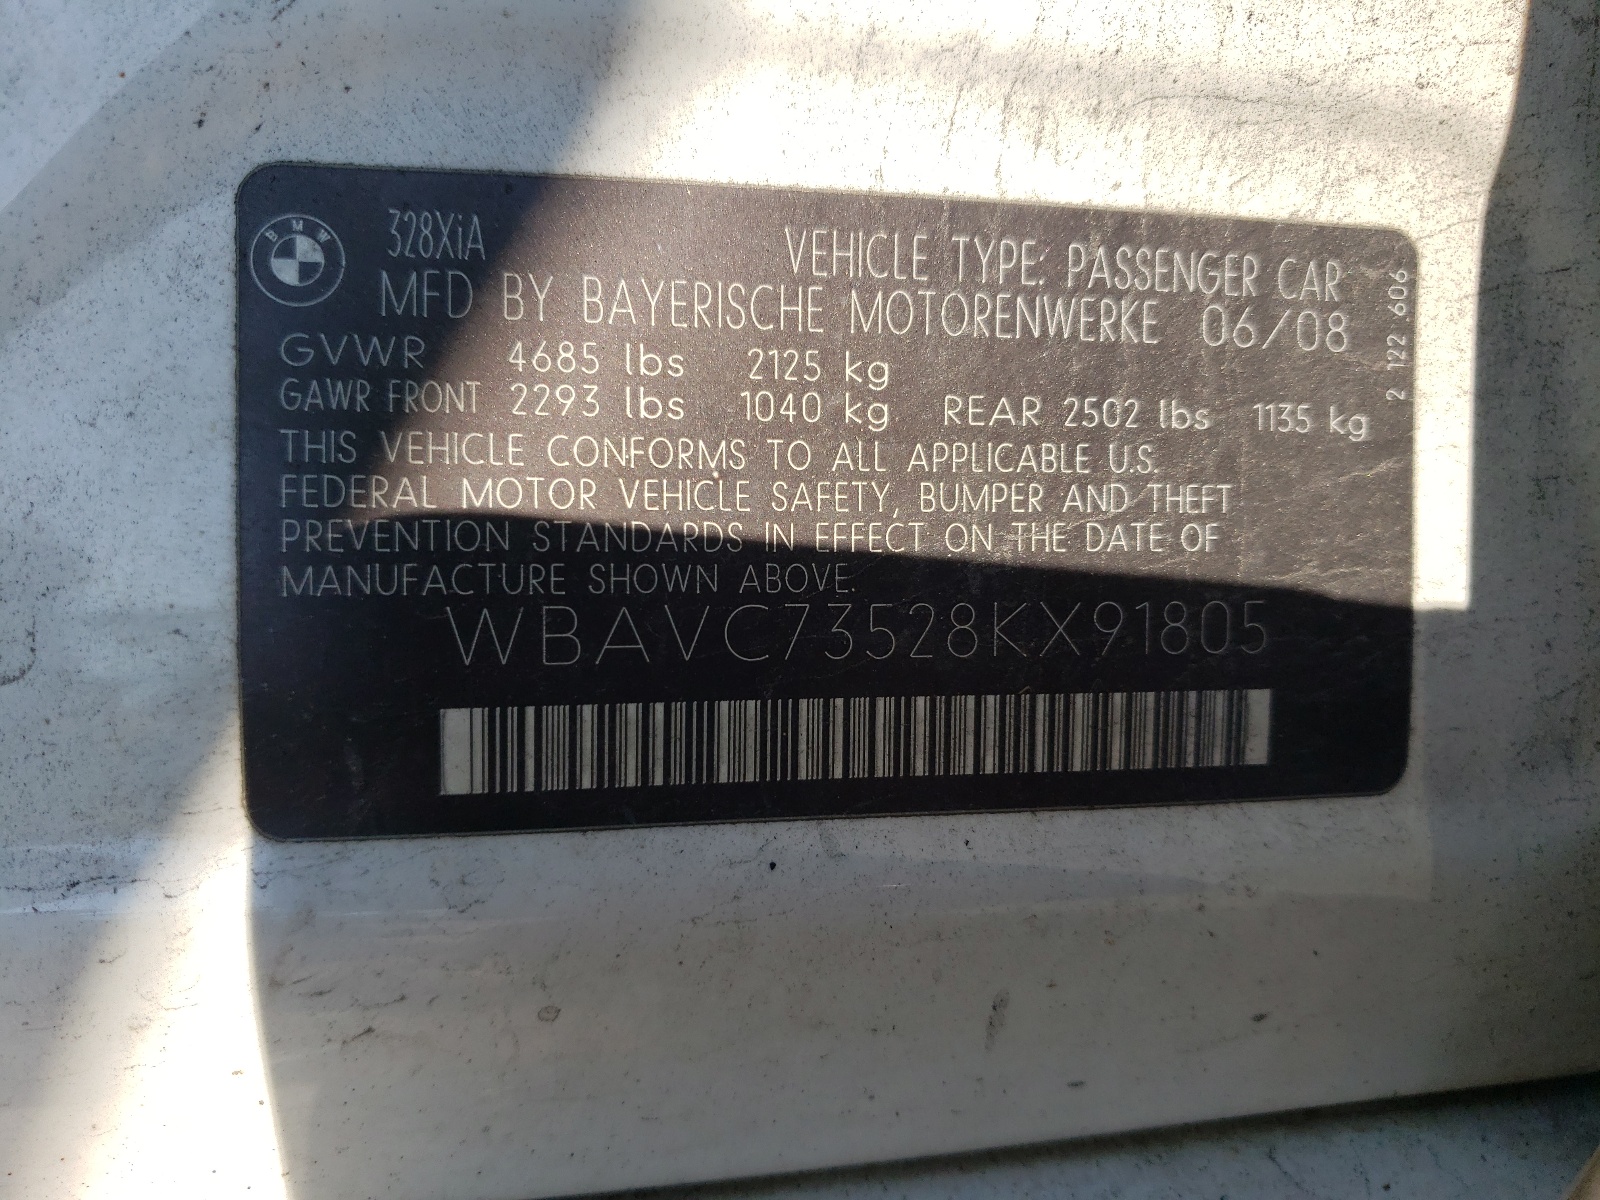 BMW
328XiA
VEHICLE TYPE: PASSENGER CAR
MFD BY BAYERISCHE MOTORENWERKE 06/08
GVWR 4685 lbs 2125 kg
GAWR FRONT 2293 lbs 1040 kg REAR 2502 lbs 1135 kg
THIS VEHICLE CONFORMS TO ALL APPLICABLE U.S.
FEDERAL MOTOR VEHICLE SAFETY, BUMPER AND THEFT
PREVENTION STANDARDS IN EFFECT ON THE DATE OF
MANUFACTURE SHOWN ABOVE.
WBAVC73528KX91805
2 122 606